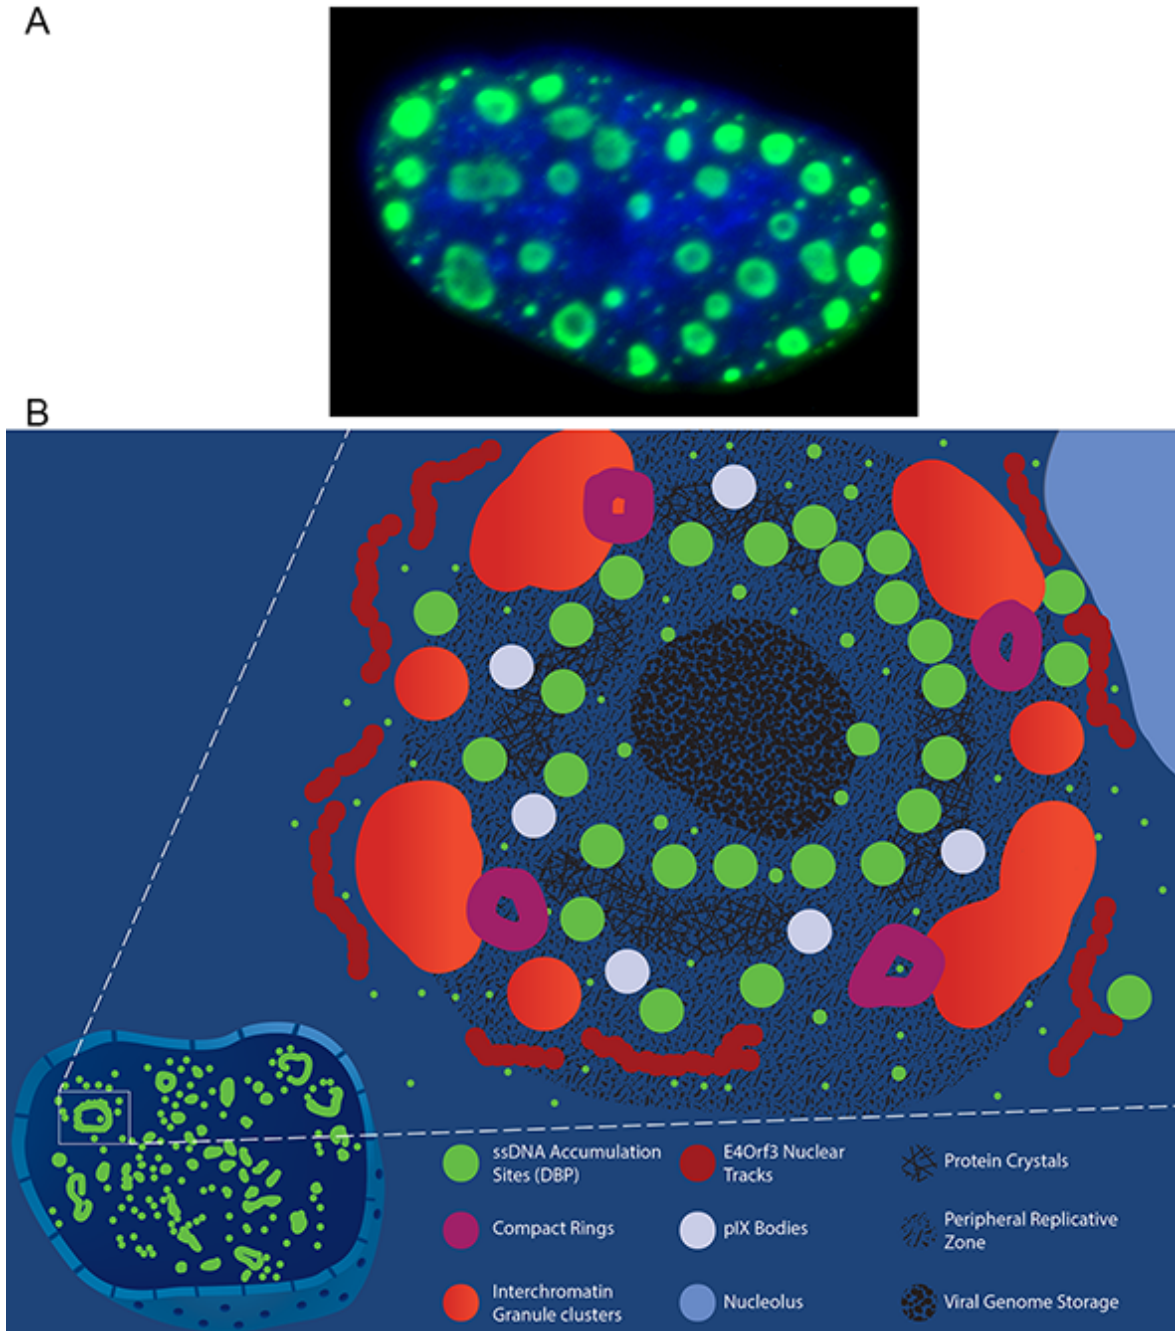 A
B
ssDNA Accumulation
Sites (DBP)
E4Orf3 Nuclear
Tracks
Protein Crystals
Compact Rings
pIX Bodies
Peripheral Replicative
Zone
Interchromatin
Granule clusters
Nucleolus
Viral Genome Storage